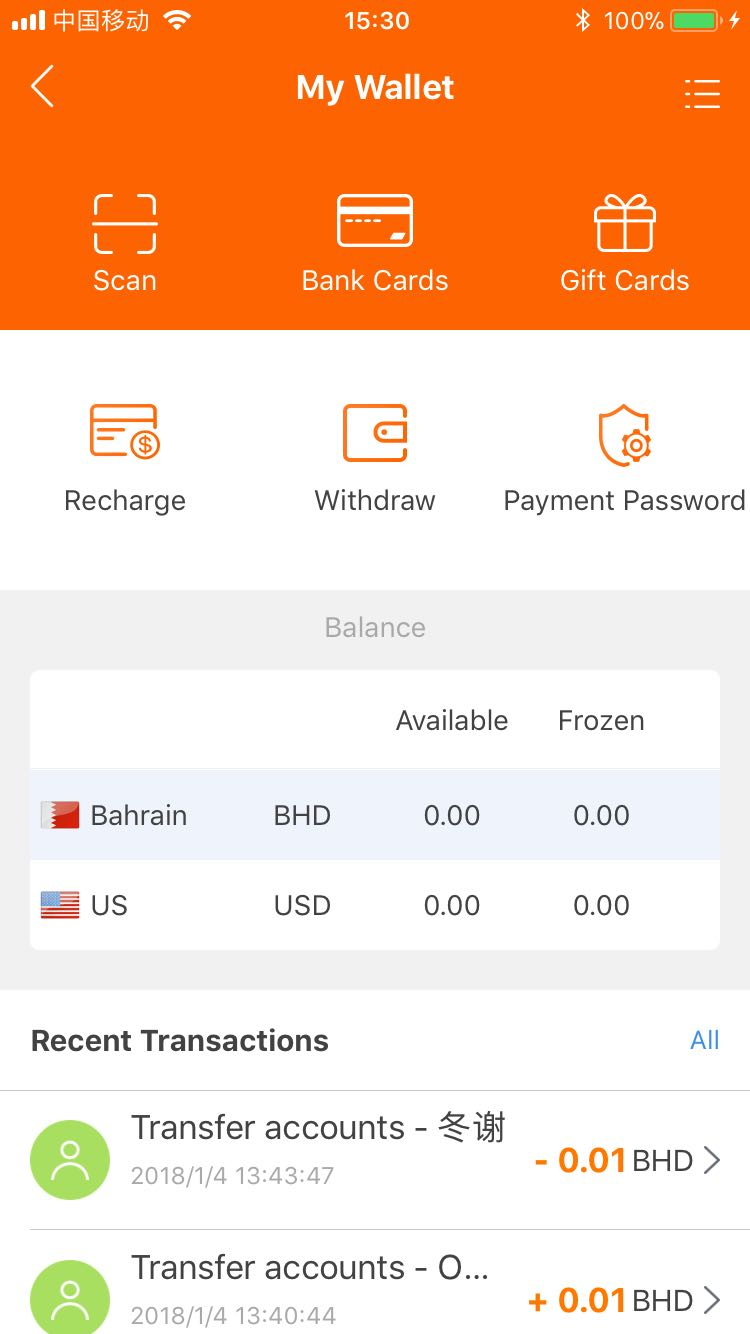 中国移动 15:30 100%
My Wallet
Scan Bank Cards Gift Cards
Recharge Withdraw Payment Password
Balance
Available Frozen
Bahrain BHD 0.00 0.00
US USD 0.00 0.00
Recent Transactions All
Transfer accounts - 冬谢
2018/1/4 13:43:47
- 0.01 BHD
Transfer accounts - O...
2018/1/4 13:40:44
+ 0.01 BHD